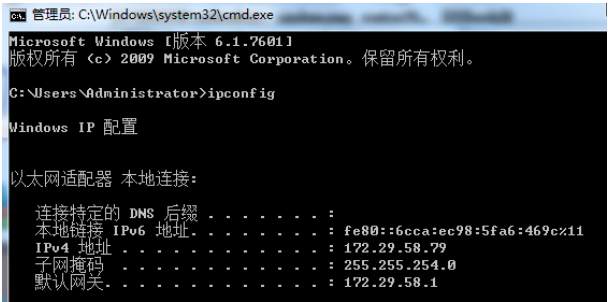 管理员: C:\Windows\system32\cmd.exe
Microsoft Windows [版本 6.1.7601]
版权所有 (c) 2009 Microsoft Corporation。保留所有权利。
C:\Users\Administrator>ipconfig
Windows IP 配置
以太网适配器 本地连接:
连接特定的 DNS 后缀 . . . . . . . :
本地链接 IPv6 地址. . . . . . . . : fe80::6cca:ec98:5fa6:469c%11
IPv4 地址 . . . . . . . . . . . . : 172.29.58.79
子网掩码 . . . . . . . . . . . . : 255.255.254.0
默认网关. . . . . . . . . . . . . : 172.29.58.1